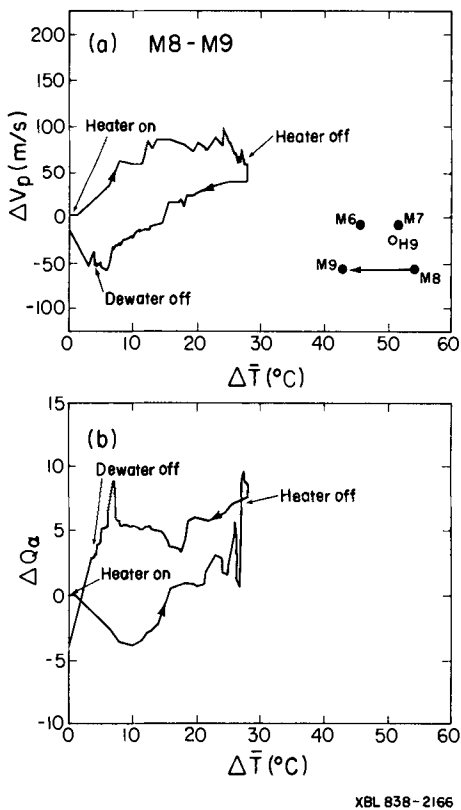 (a) M8-M9
ΔVp (m/s)
200
150
100
50
0
-50
-100
Heater on
Heater off
Dewater off
M6
M7
H9
M9
M8
0 10 20 30 40 50 60
ΔT̅ (°C)
(b)
ΔQα
15
10
5
0
-5
-10
Dewater off
Heater off
Heater on
0 10 20 30 40 50 60
ΔT̅ (°C)
XBL 838-2166